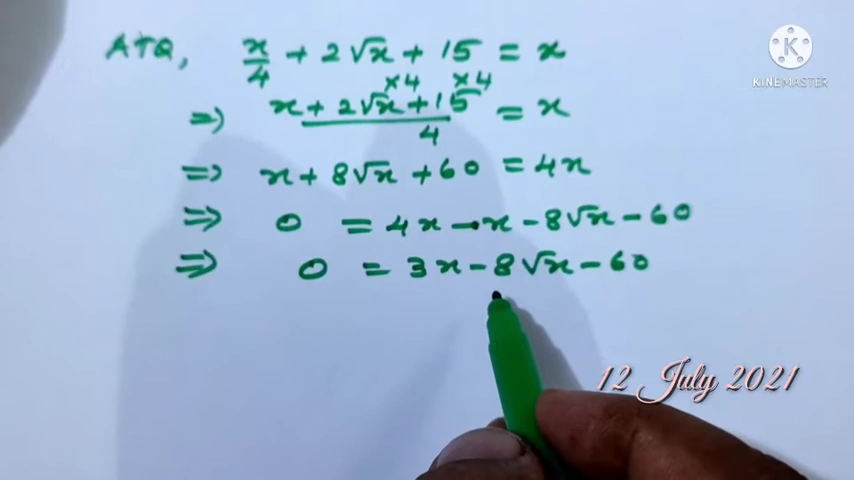 ATQ, x/4 + 2√x + 15 = x
×4 ×4
⇒) x + 2√x + 15 / 4 = x
⇒ x + 8√x + 60 = 4x
⇒ 0 = 4x - x - 8√x - 60
⇒ 0 = 3x - 8√x - 60
K
KINEMASTER
12 July 2021